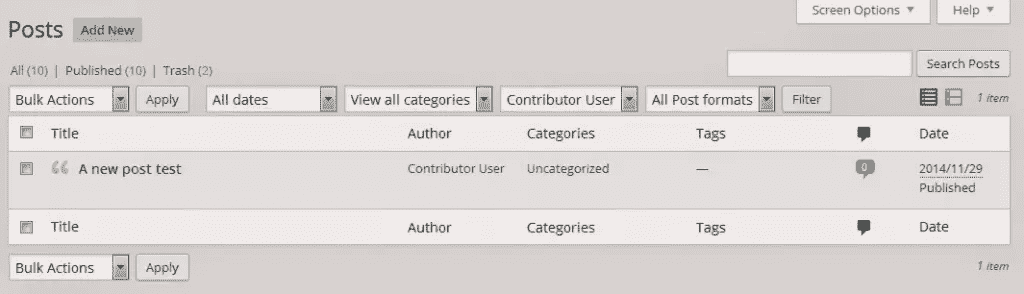 Screen Options Help
Posts Add New
All (10) | Published (10) | Trash (2)
Search Posts
Bulk Actions Apply All dates View all categories Contributor User All Post formats Filter 1 item
Title Author Categories Tags Date
A new post test Contributor User Uncategorized — 0 2014/11/29
Published
Title Author Categories Tags Date
Bulk Actions Apply 1 item